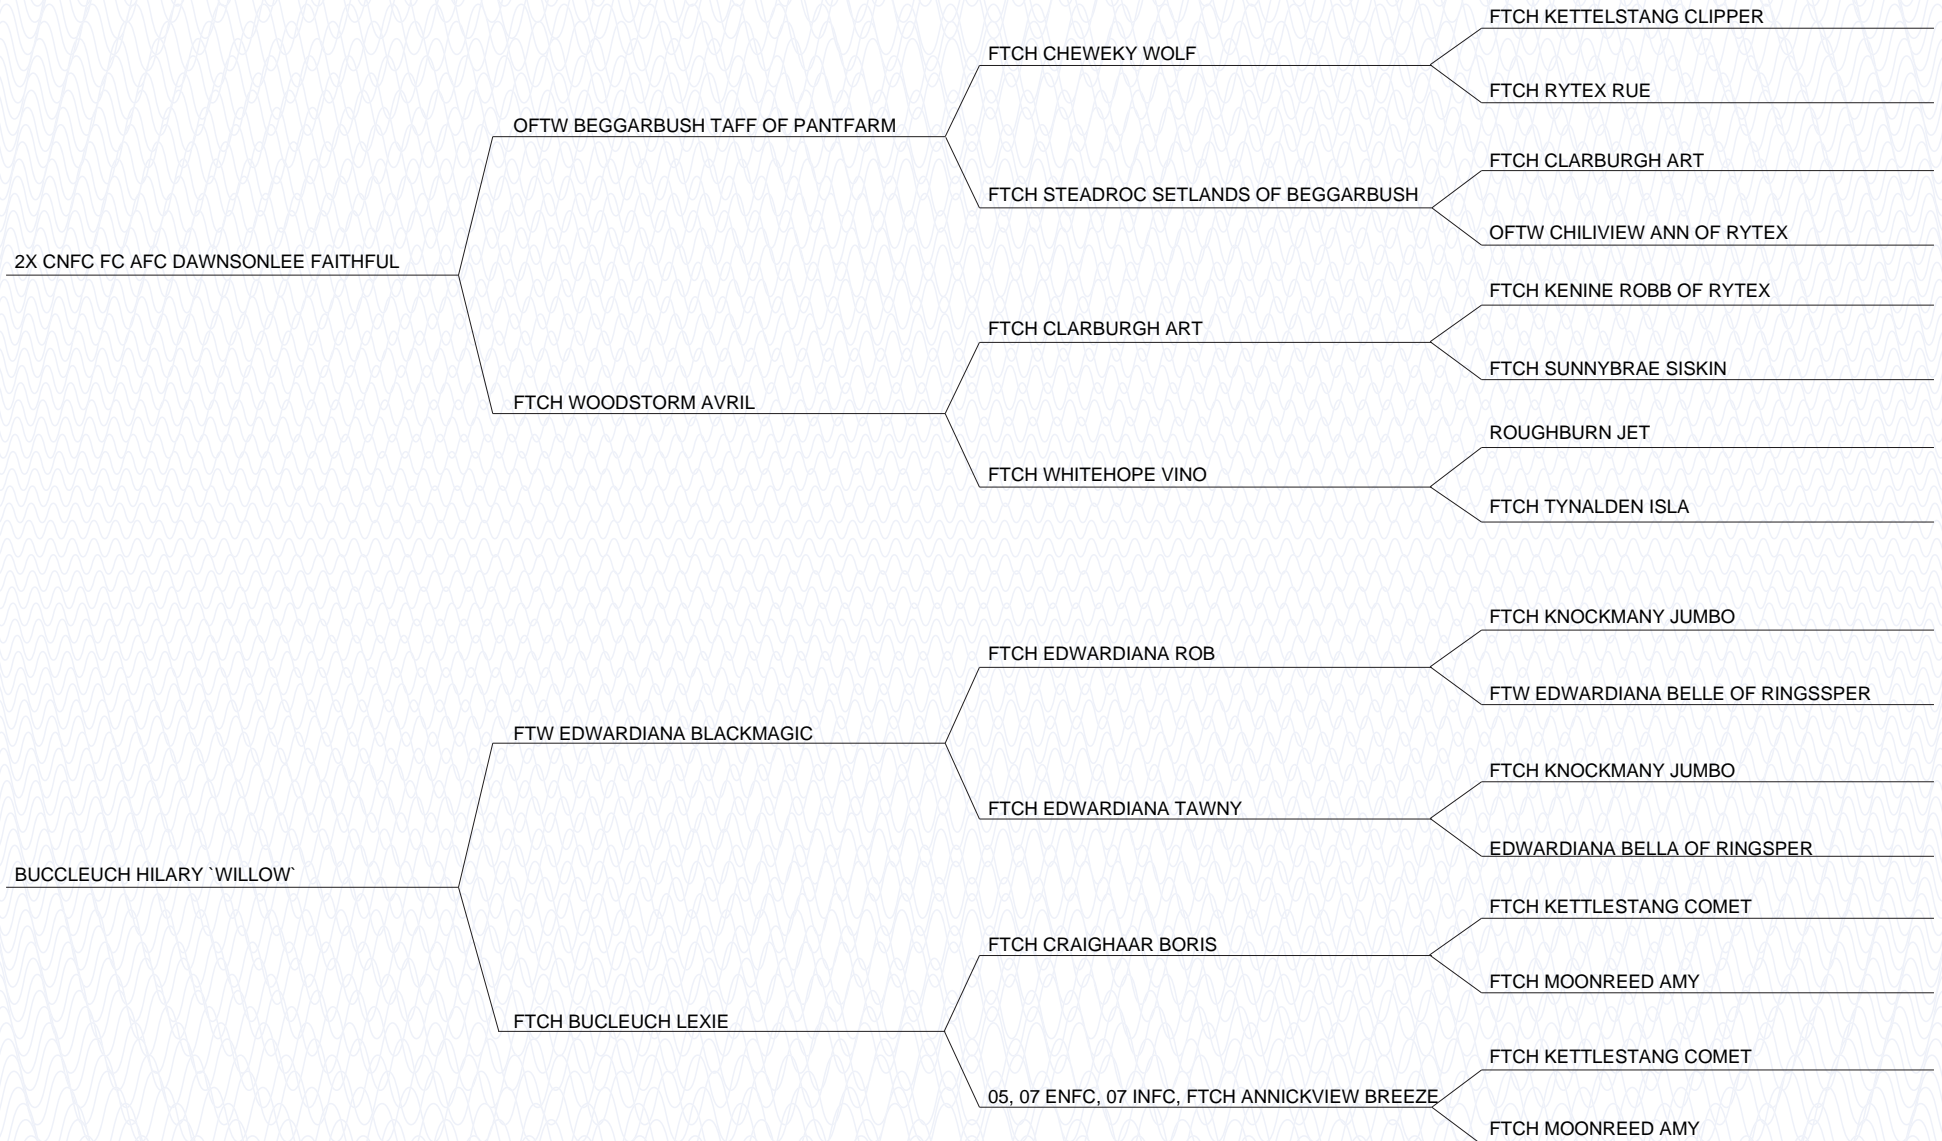 FTCH KETTELSTANG CLIPPER
FTCH CHEWEKY WOLF
FTCH RYTEX RUE
OFTW BEGGARBUSH TAFF OF PANTFARM
FTCH CLARBURGH ART
FTCH STEADROC SETLANDS OF BEGGARBUSH
OFTW CHILIVIEW ANN OF RYTEX
2X CNFC FC AFC DAWNSONLEE FAITHFUL
FTCH KENINE ROBB OF RYTEX
FTCH CLARBURGH ART
FTCH SUNNYBRAE SISKIN
FTCH WOODSTORM AVRIL
ROUGHBURN JET
FTCH WHITEHOPE VINO
FTCH TYNALDEN ISLA
FTCH KNOCKMANY JUMBO
FTCH EDWARDIANA ROB
FTW EDWARDIANA BELLE OF RINGSSPER
FTW EDWARDIANA BLACKMAGIC
FTCH KNOCKMANY JUMBO
FTCH EDWARDIANA TAWNY
EDWARDIANA BELLA OF RINGSPER
BUCCLEUCH HILARY `WILLOW`
FTCH KETTLESTANG COMET
FTCH CRAIGHAAR BORIS
FTCH MOONREED AMY
FTCH BUCLEUCH LEXIE
FTCH KETTLESTANG COMET
05, 07 ENFC, 07 INFC, FTCH ANNICKVIEW BREEZE
FTCH MOONREED AMY